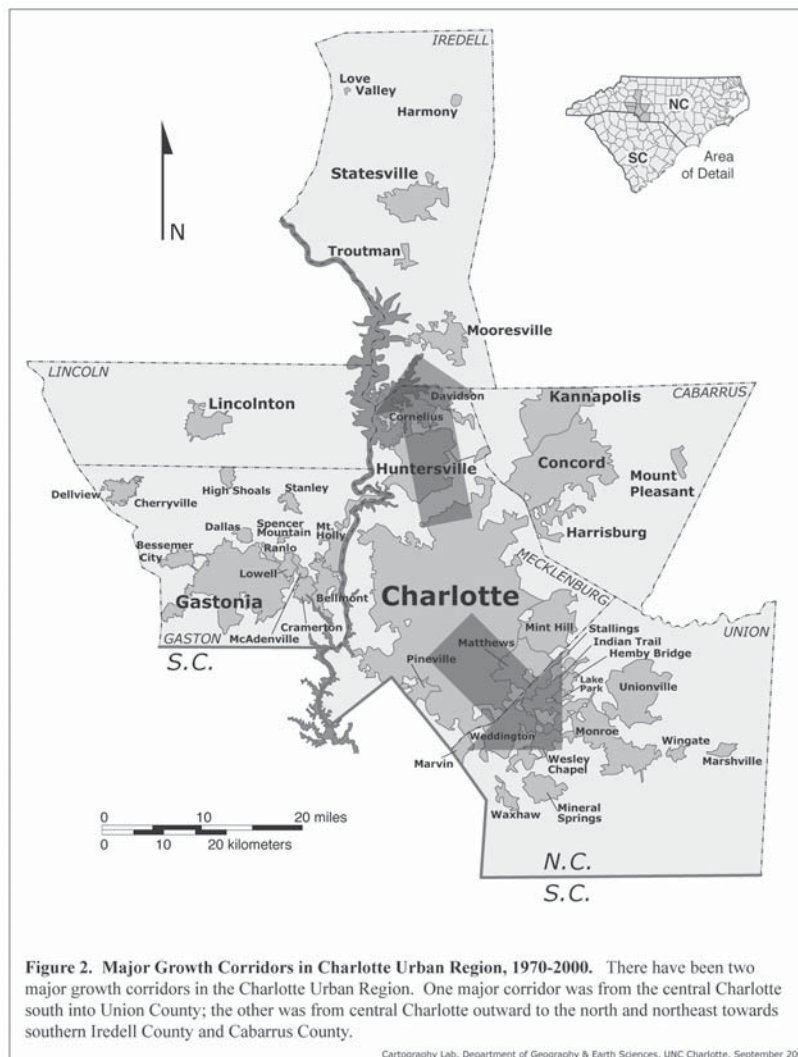 IREDELL
Love
Valley
Harmony
NC
SC
Area
of Detail
N
Statesville
Troutman
Mooresville
LINCOLN
Lincolnton
Davidson
Cornelius
Kannapolis
CABARRUS
Huntersville
Concord
Mount
Pleasant
Harrisburg
Dellview
Cherryville
High Shoals
Stanley
Dallas
Spencer
Mountain
Mt.
Holly
Bessemer
City
Ranlo
Lowell
Gastonia
Bellmont
Cramerton
McAdenville
GASTON
S.C.
Charlotte
MECKLENBURG
Mint Hill
Stallings
Indian Trail
Hemby Bridge
UNION
Matthews
Pineville
Lake
Park
Unionville
Weddington
Monroe
Wingate
Marshville
Marvin
Wesley
Chapel
Waxhaw
Mineral
Springs
0 10 20 miles
0 10 20 kilometers
N.C.
S.C.
Figure 2. Major Growth Corridors in Charlotte Urban Region, 1970-2000. There have been two
major growth corridors in the Charlotte Urban Region. One major corridor was from the central Charlotte
south into Union County; the other was from central Charlotte outward to the north and northeast towards
southern Iredell County and Cabarrus County.
Cartography Lab, Department of Geography & Earth Sciences, UNC Charlotte, September 20